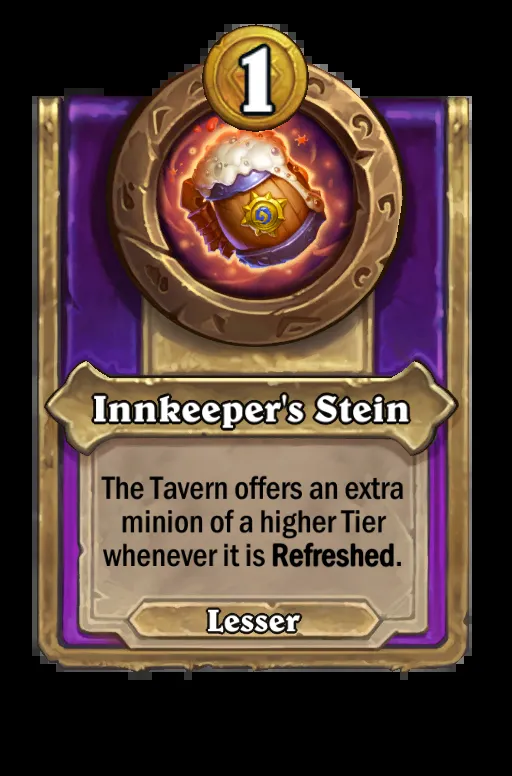 1
Innkeeper's Stein
The Tavern offers an extra
minion of a higher Tier
whenever it is Refreshed.
Lesser